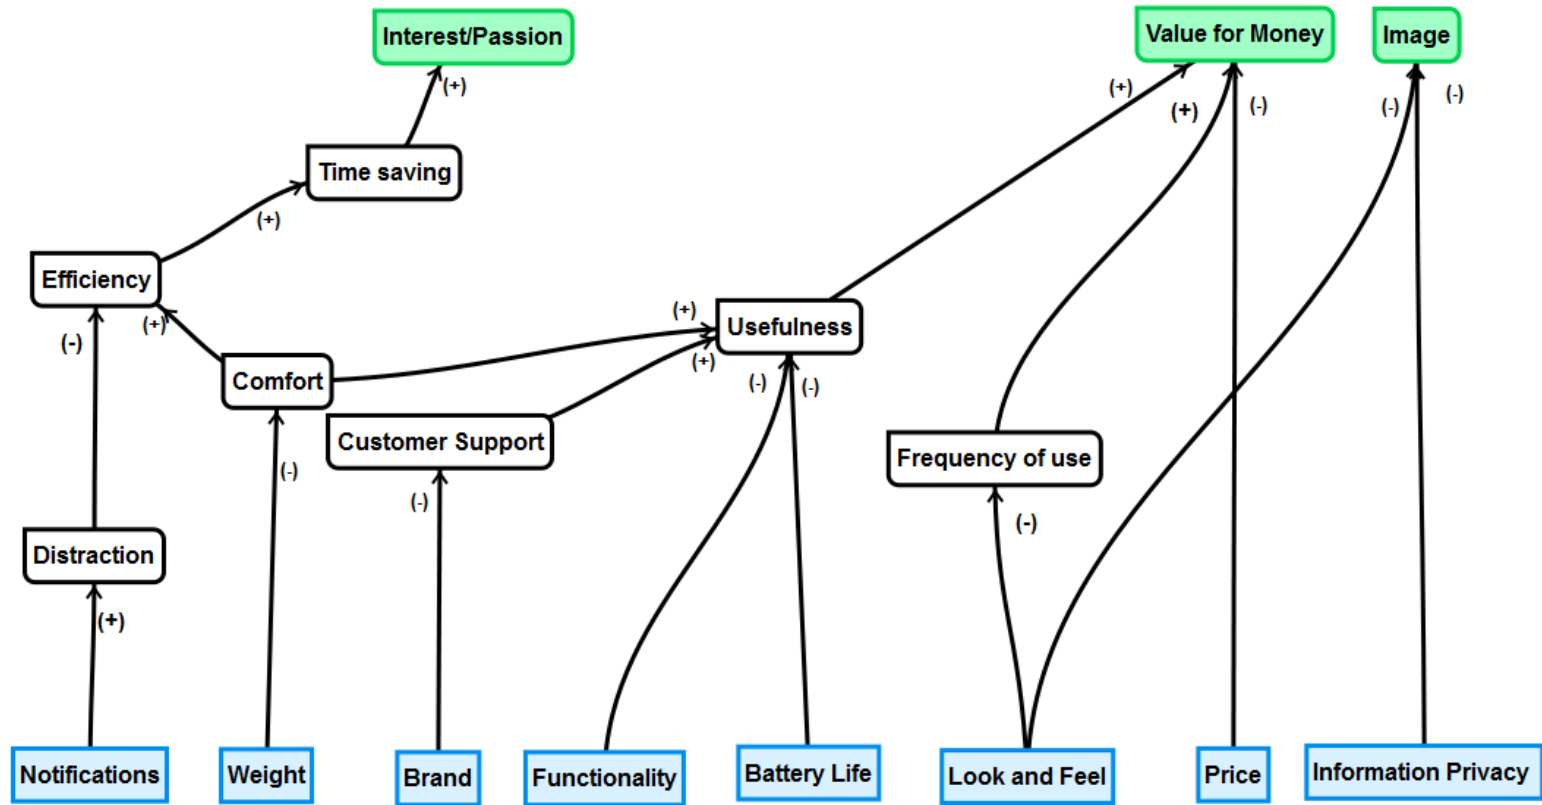 Interest/Passion
Value for Money
Image
(+)
(+)
(+)
(-)
(-)
(-)
Time saving
(+)
Efficiency
(-)
(+)
(+)
Usefulness
Comfort
(+)
(-)
(-)
Customer Support
Frequency of use
(-)
(-)
(-)
Distraction
(+)
Notifications
Weight
Brand
Functionality
Battery Life
Look and Feel
Price
Information Privacy